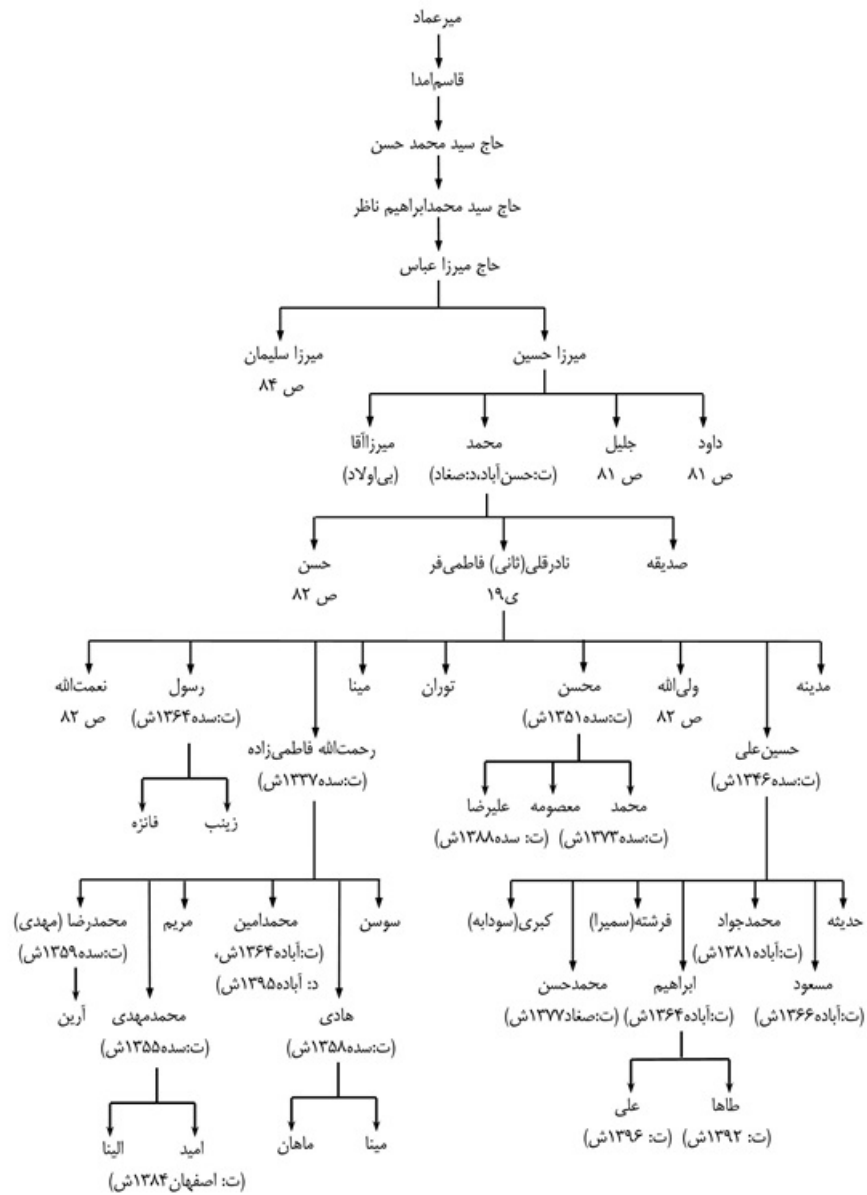 میرعماد
قاسم‌امدا
حاج سید محمد حسن
حاج سید محمدابراهیم ناظر
حاج میرزا عباس
میرزا حسین
میرزا سلیمان
ص ۸۴
داود
ص ۸۱
جلیل
ص ۸۱
محمد
(ت:حسن‌آباد،د:صغاد)
میرزاآقا
(بی‌اولاد)
صدیقه
نادرقلی(ثانی) فاطمی‌فر
ی۱۹
حسن
ص ۸۲
مدینه
حسین‌علی
(ت:سده۱۳۴۶ش)
ولی‌الله
ص ۸۲
محسن
(ت:سده۱۳۵۱ش)
توران
مینا
رحمت‌الله فاطمی‌زاده
(ت:سده۱۳۳۷ش)
رسول
(ت:سده۱۳۶۴ش)
نعمت‌الله
ص ۸۲
محمد
(ت:سده۱۳۷۳ش)
معصومه
علیرضا
(ت: سده۱۳۸۸ش)
زینب
فائزه
حدیثه
مسعود
(ت:آباده۱۳۶۶ش)
محمدجواد
(ت:آباده۱۳۸۱ش)
ابراهیم
(ت:آباده۱۳۶۴ش)
فرشته(سمیرا)
محمدحسن
(ت:صغاد۱۳۷۷ش)
کبری(سودابه)
سوسن
هادی
(ت:سده۱۳۵۸ش)
محمدامین
(ت:آباده۱۳۶۴ش،
د: آباده۱۳۹۵ش)
مریم
محمدمهدی
(ت:سده۱۳۵۵ش)
محمدرضا (مهدی)
(ت:سده۱۳۵۹ش)
آرین
طاها
(ت: ۱۳۹۲ش)
علی
(ت: ۱۳۹۶ش)
مینا
ماهان
امید
(ت: اصفهان۱۳۸۴ش)
الینا